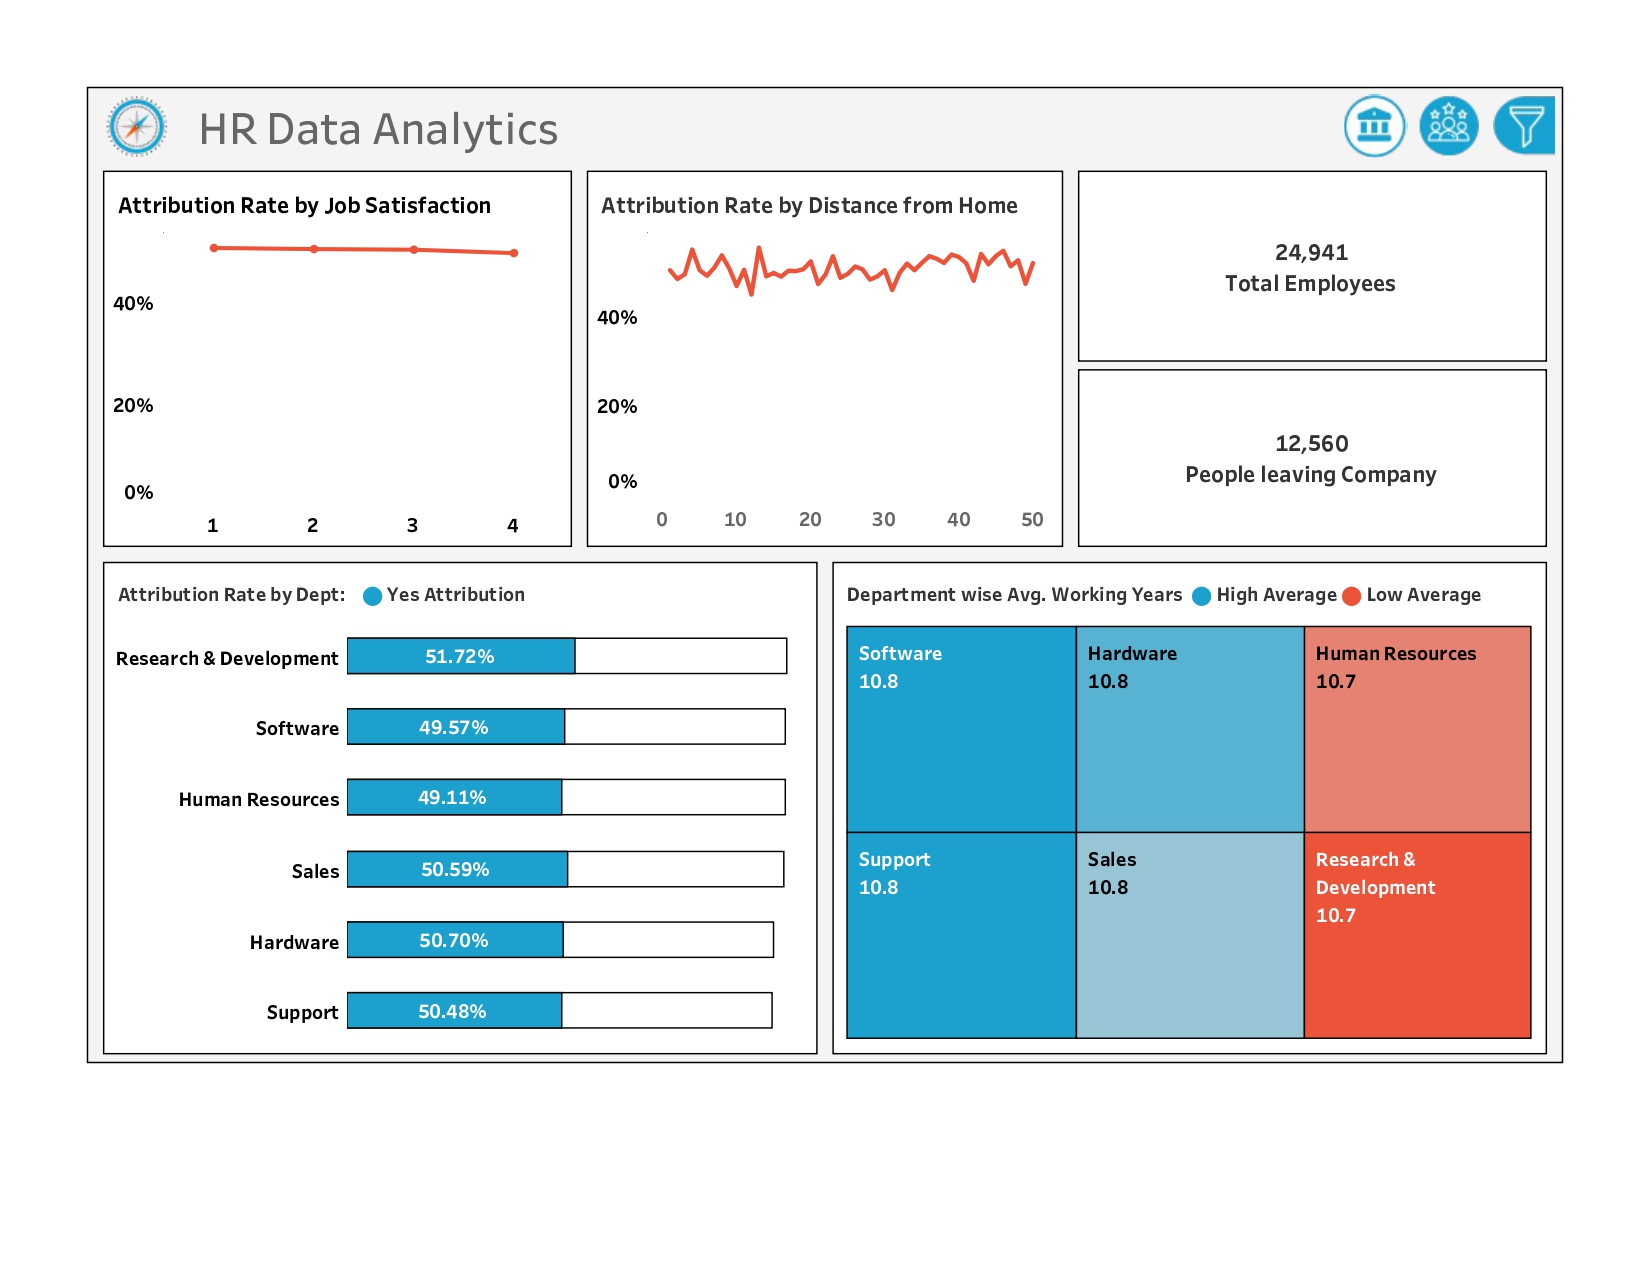 HR Data Analytics
Attribution Rate by Job Satisfaction
40%
20%
0%
1 2 3 4
Attribution Rate by Distance from Home
40%
20%
0%
0 10 20 30 40 50
24,941
Total Employees
12,560
People leaving Company
Attribution Rate by Dept: Yes Attribution
Research & Development 51.72%
Software 49.57%
Human Resources 49.11%
Sales 50.59%
Hardware 50.70%
Support 50.48%
Department wise Avg. Working Years High Average Low Average
Software
10.8
Hardware
10.8
Human Resources
10.7
Support
10.8
Sales
10.8
Research &
Development
10.7